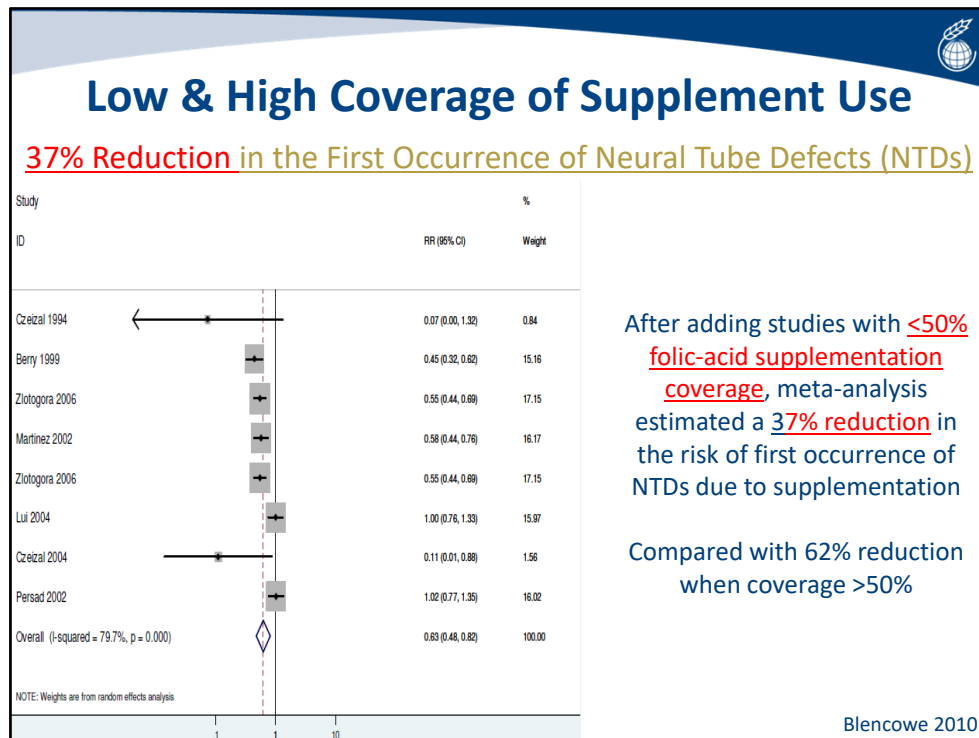 Low & High Coverage of Supplement Use
37% Reduction in the First Occurrence of Neural Tube Defects (NTDs)
Study %
ID RR (95% CI) Weight
Czeizal 1994 0.07 (0.00, 1.32) 0.84
Berry 1999 0.45 (0.32, 0.62) 15.16
Zlotogora 2006 0.55 (0.44, 0.69) 17.15
Martinez 2002 0.58 (0.44, 0.76) 16.17
Zlotogora 2006 0.55 (0.44, 0.69) 17.15
Lui 2004 1.00 (0.76, 1.33) 15.97
Czeizal 2004 0.11 (0.01, 0.88) 1.56
Persad 2002 1.02 (0.77, 1.35) 16.02
Overall (I-squared = 79.7%, p = 0.000) 0.63 (0.48, 0.82) 100.00
NOTE: Weights are from random effects analysis
.1 1 10
After adding studies with <50%
folic-acid supplementation
coverage, meta-analysis
estimated a 37% reduction in
the risk of first occurrence of
NTDs due to supplementation
Compared with 62% reduction
when coverage >50%
Blencowe 2010